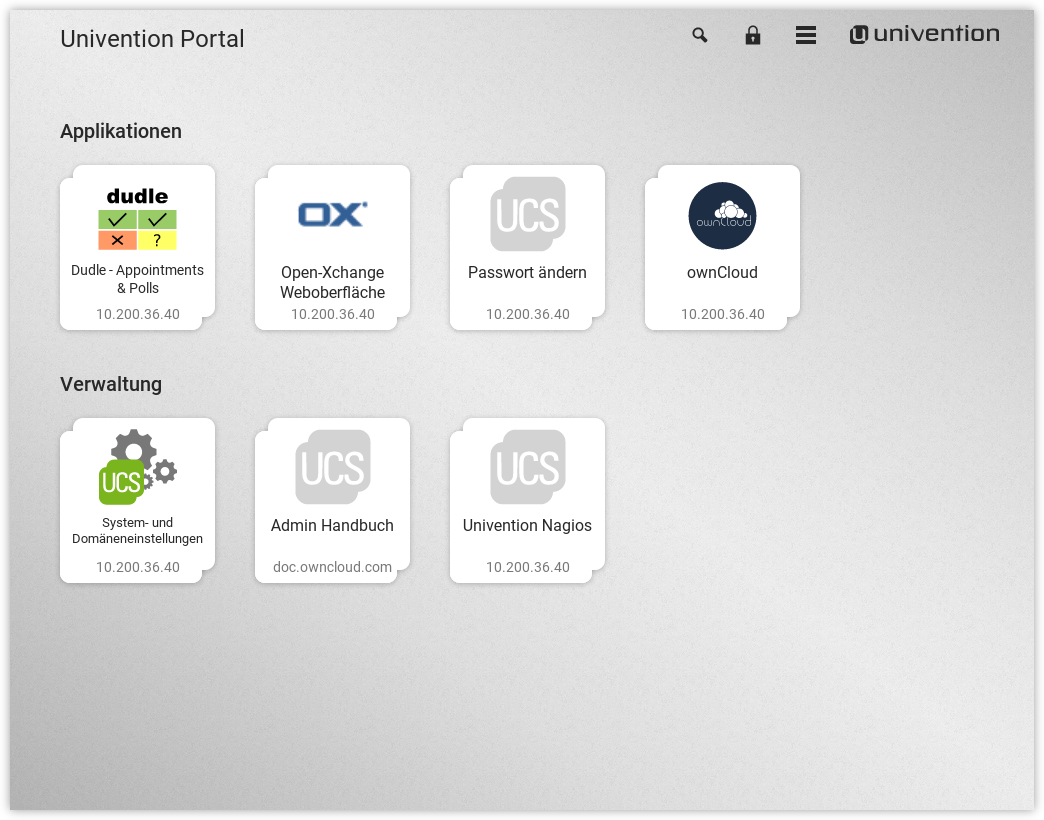 Univention Portal
univention
Applikationen
dudle
?
Dudle - Appointments
& Polls
10.200.36.40
OX
Open-Xchange
Weboberfläche
10.200.36.40
UCS
Passwort ändern
10.200.36.40
ownCloud
ownCloud
10.200.36.40
Verwaltung
UCS
System- und
Domäneneinstellungen
10.200.36.40
UCS
Admin Handbuch
doc.owncloud.com
UCS
Univention Nagios
10.200.36.40